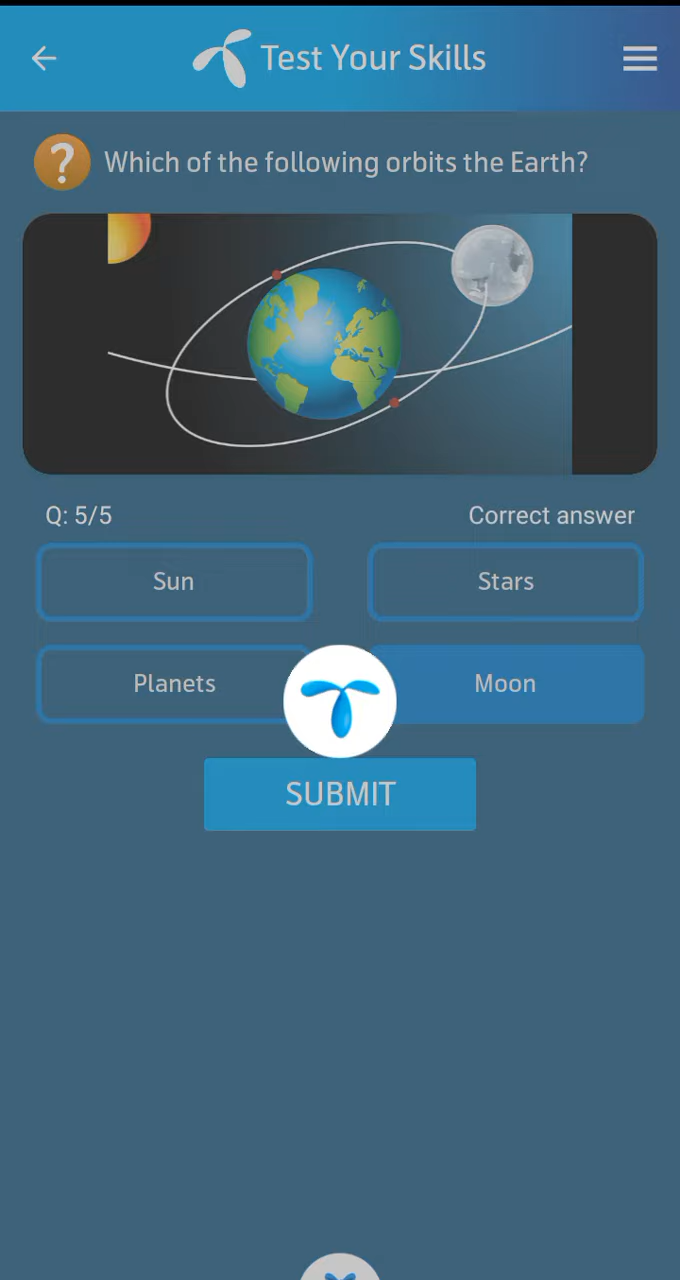 Test Your Skills
? Which of the following orbits the Earth?
Q: 5/5 Correct answer
Sun Stars
Planets Moon
SUBMIT